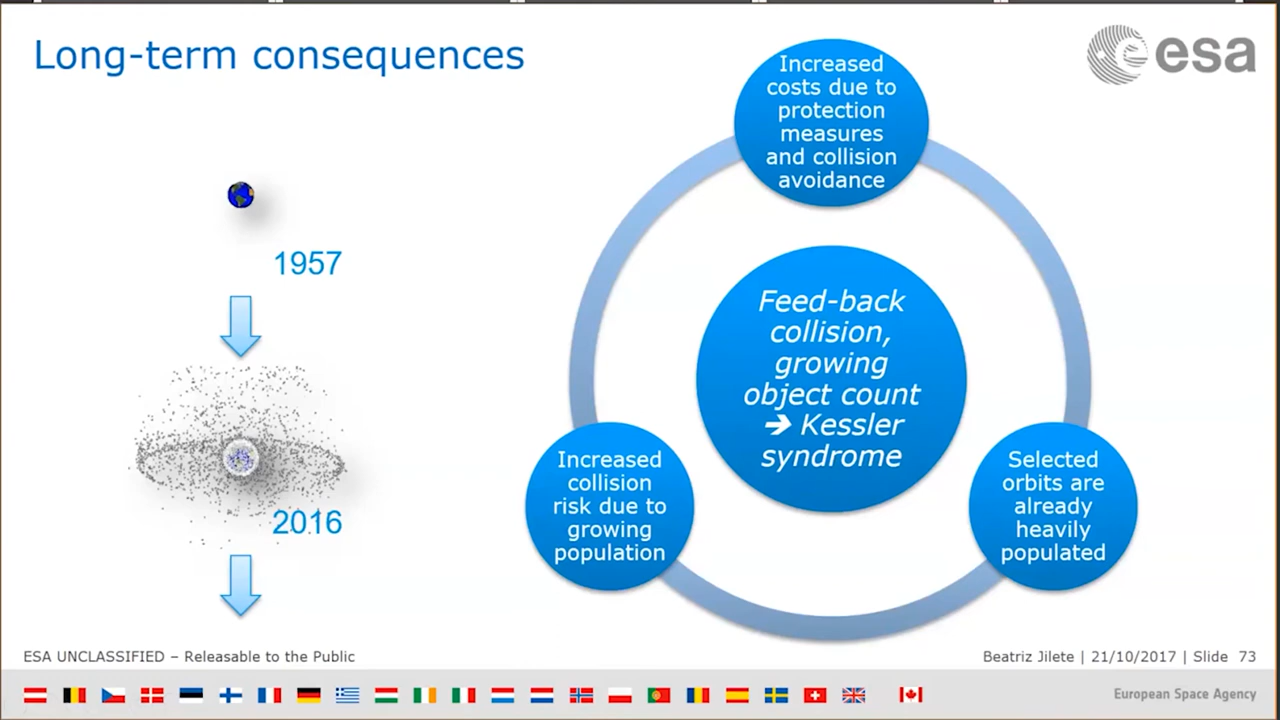 Long-term consequences
esa
1957
2016
Increased
costs due to
protection
measures
and collision
avoidance
Feed-back
collision,
growing
object count
➔ Kessler
syndrome
Increased
collision
risk due to
growing
population
Selected
orbits are
already
heavily
populated
ESA UNCLASSIFIED – Releasable to the Public
Beatriz Jilete | 21/10/2017 | Slide 73
European Space Agency